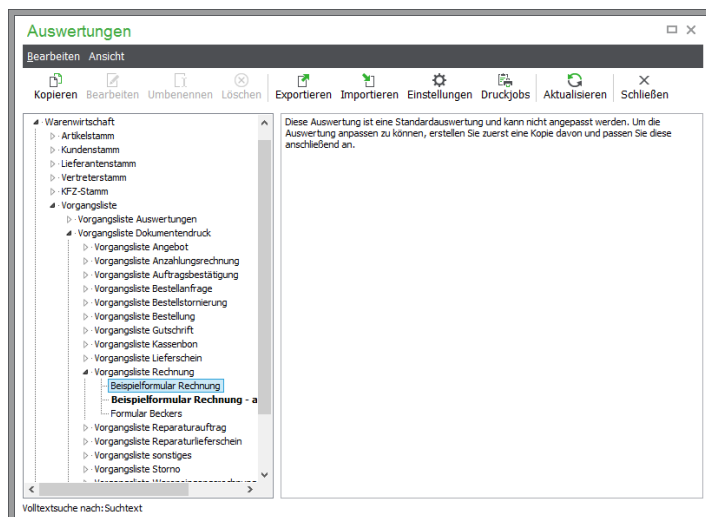 Auswertungen
Bearbeiten Ansicht
Kopieren Bearbeiten Umbenennen Löschen Exportieren Importieren Einstellungen Druckjobs Aktualisieren Schließen
Warenwirtschaft
Artikelstamm
Kundenstamm
Lieferantenstamm
Vertreterstamm
KFZ-Stamm
Vorgangsliste
Vorgangsliste Auswertungen
Vorgangsliste Dokumentendruck
Vorgangsliste Angebot
Vorgangsliste Anzahlungsrechnung
Vorgangsliste Auftragsbestätigung
Vorgangsliste Bestellanfrage
Vorgangsliste Bestellstornierung
Vorgangsliste Bestellung
Vorgangsliste Gutschrift
Vorgangsliste Kassenbon
Vorgangsliste Lieferschein
Vorgangsliste Rechnung
Beispielformular Rechnung
Beispielformular Rechnung - a
Formular Beckers
Vorgangsliste Reparaturauftrag
Vorgangsliste Reparaturlieferschein
Vorgangsliste sonstiges
Vorgangsliste Storno
Diese Auswertung ist eine Standardauswertung und kann nicht angepasst werden. Um die
Auswertung anpassen zu können, erstellen Sie zuerst eine Kopie davon und passen Sie diese
anschließend an.
Volltextsuche nach:Suchtext